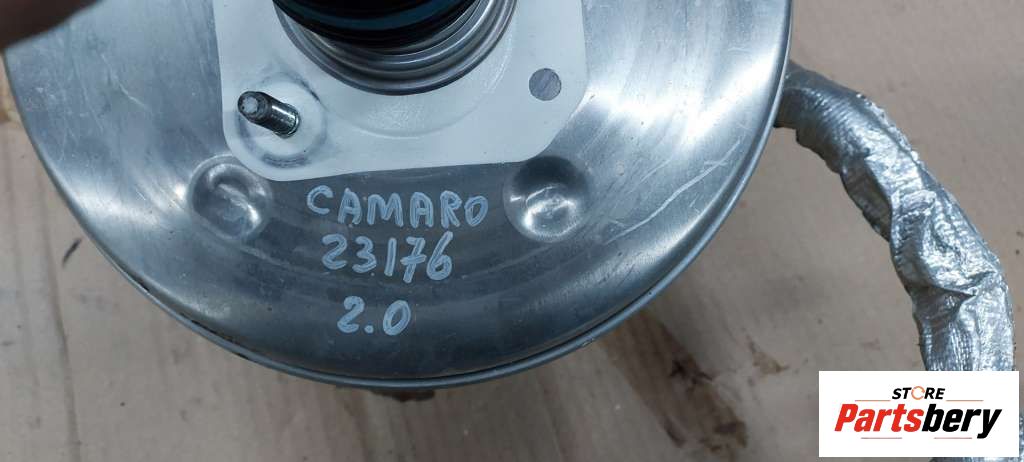 CAMARO
23176
2.0
STORE
Partsbery